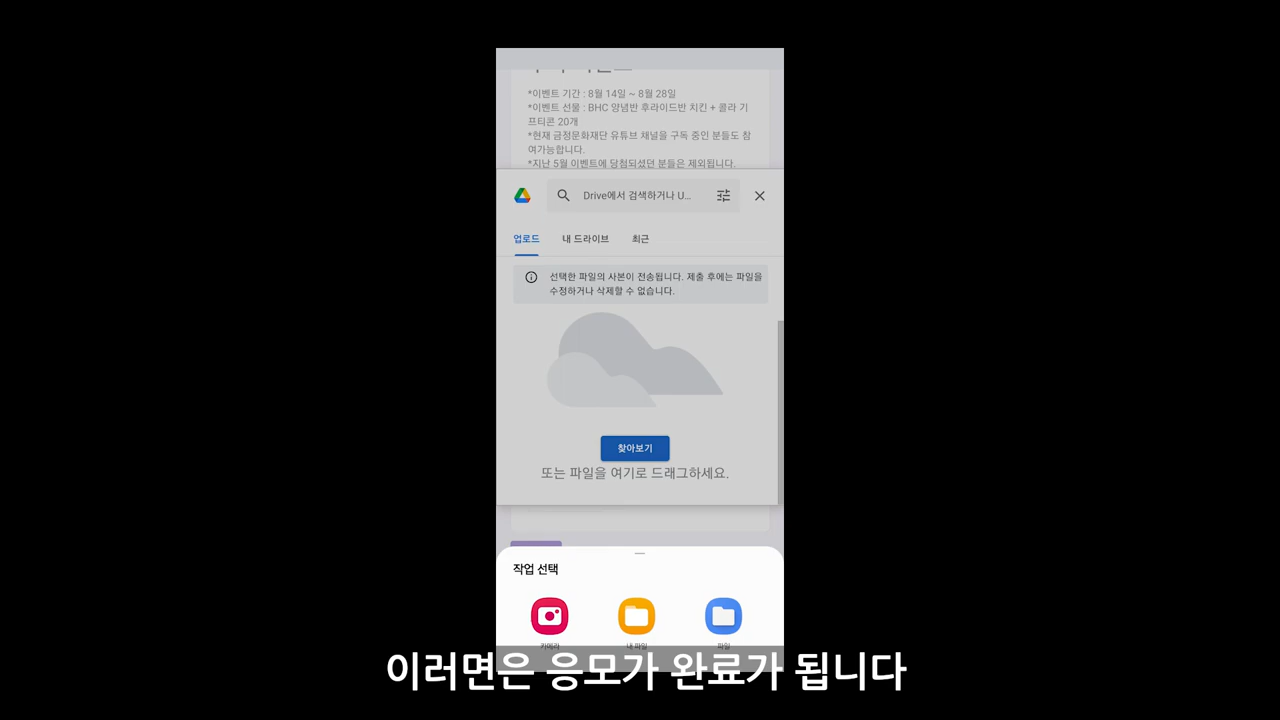 *이벤트 기간 : 8월 14일 ~ 8월 28일
*이벤트 선물 : BHC 양념반 후라이드반 치킨 + 콜라 기
프티콘 20개
*현재 금정문화재단 유튜브 채널을 구독 중인 분들도 참
여가능합니다.
*지난 5월 이벤트에 당첨되셨던 분들은 제외됩니다.
Drive에서 검색하거나 U...
업로드 내 드라이브 최근
선택한 파일의 사본이 전송됩니다. 제출 후에는 파일을
수정하거나 삭제할 수 없습니다.
찾아보기
또는 파일을 여기로 드래그하세요.
작업 선택
카메라 내 파일 파일
이러면은 응모가 완료가 됩니다